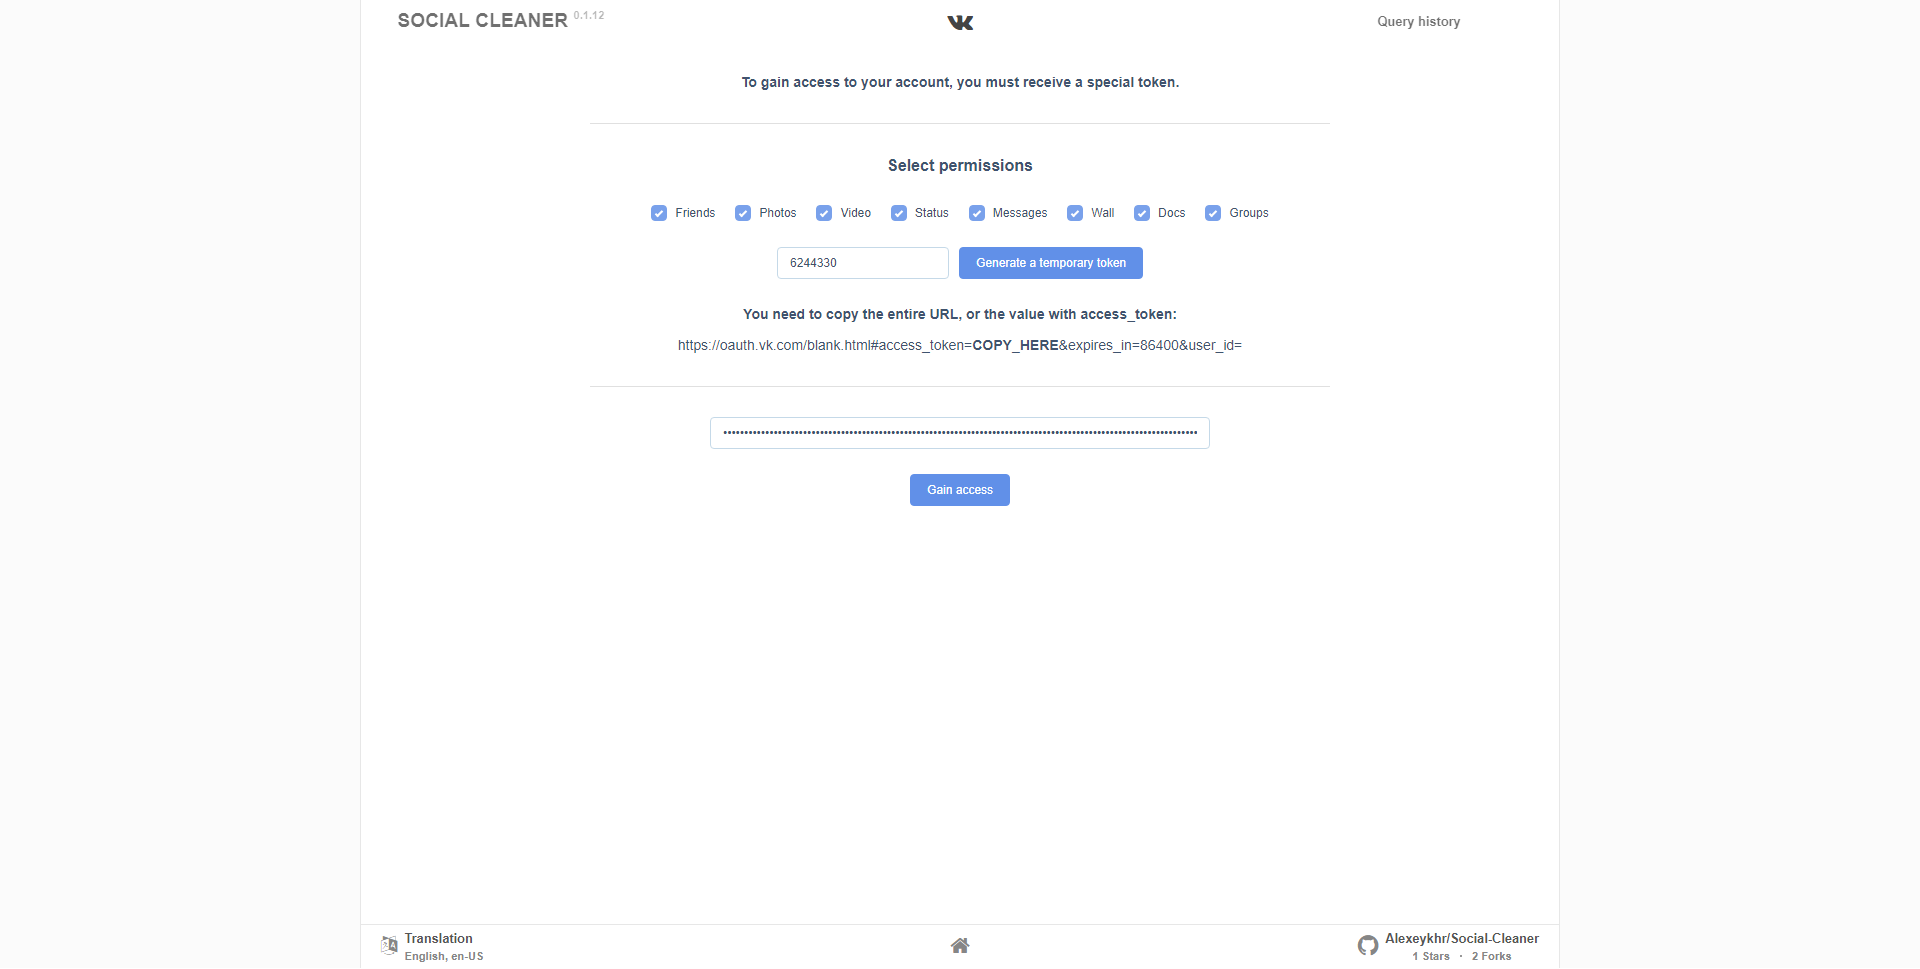 SOCIAL CLEANER 0.1.12
Query history
To gain access to your account, you must receive a special token.
Select permissions
Friends Photos Video Status Messages Wall Docs Groups
6244330 Generate a temporary token
You need to copy the entire URL, or the value with access_token:
https://oauth.vk.com/blank.html#access_token=COPY_HERE&expires_in=86400&user_id=
Gain access
Translation
English, en-US
Alexeykhr/Social-Cleaner
1 Stars · 2 Forks